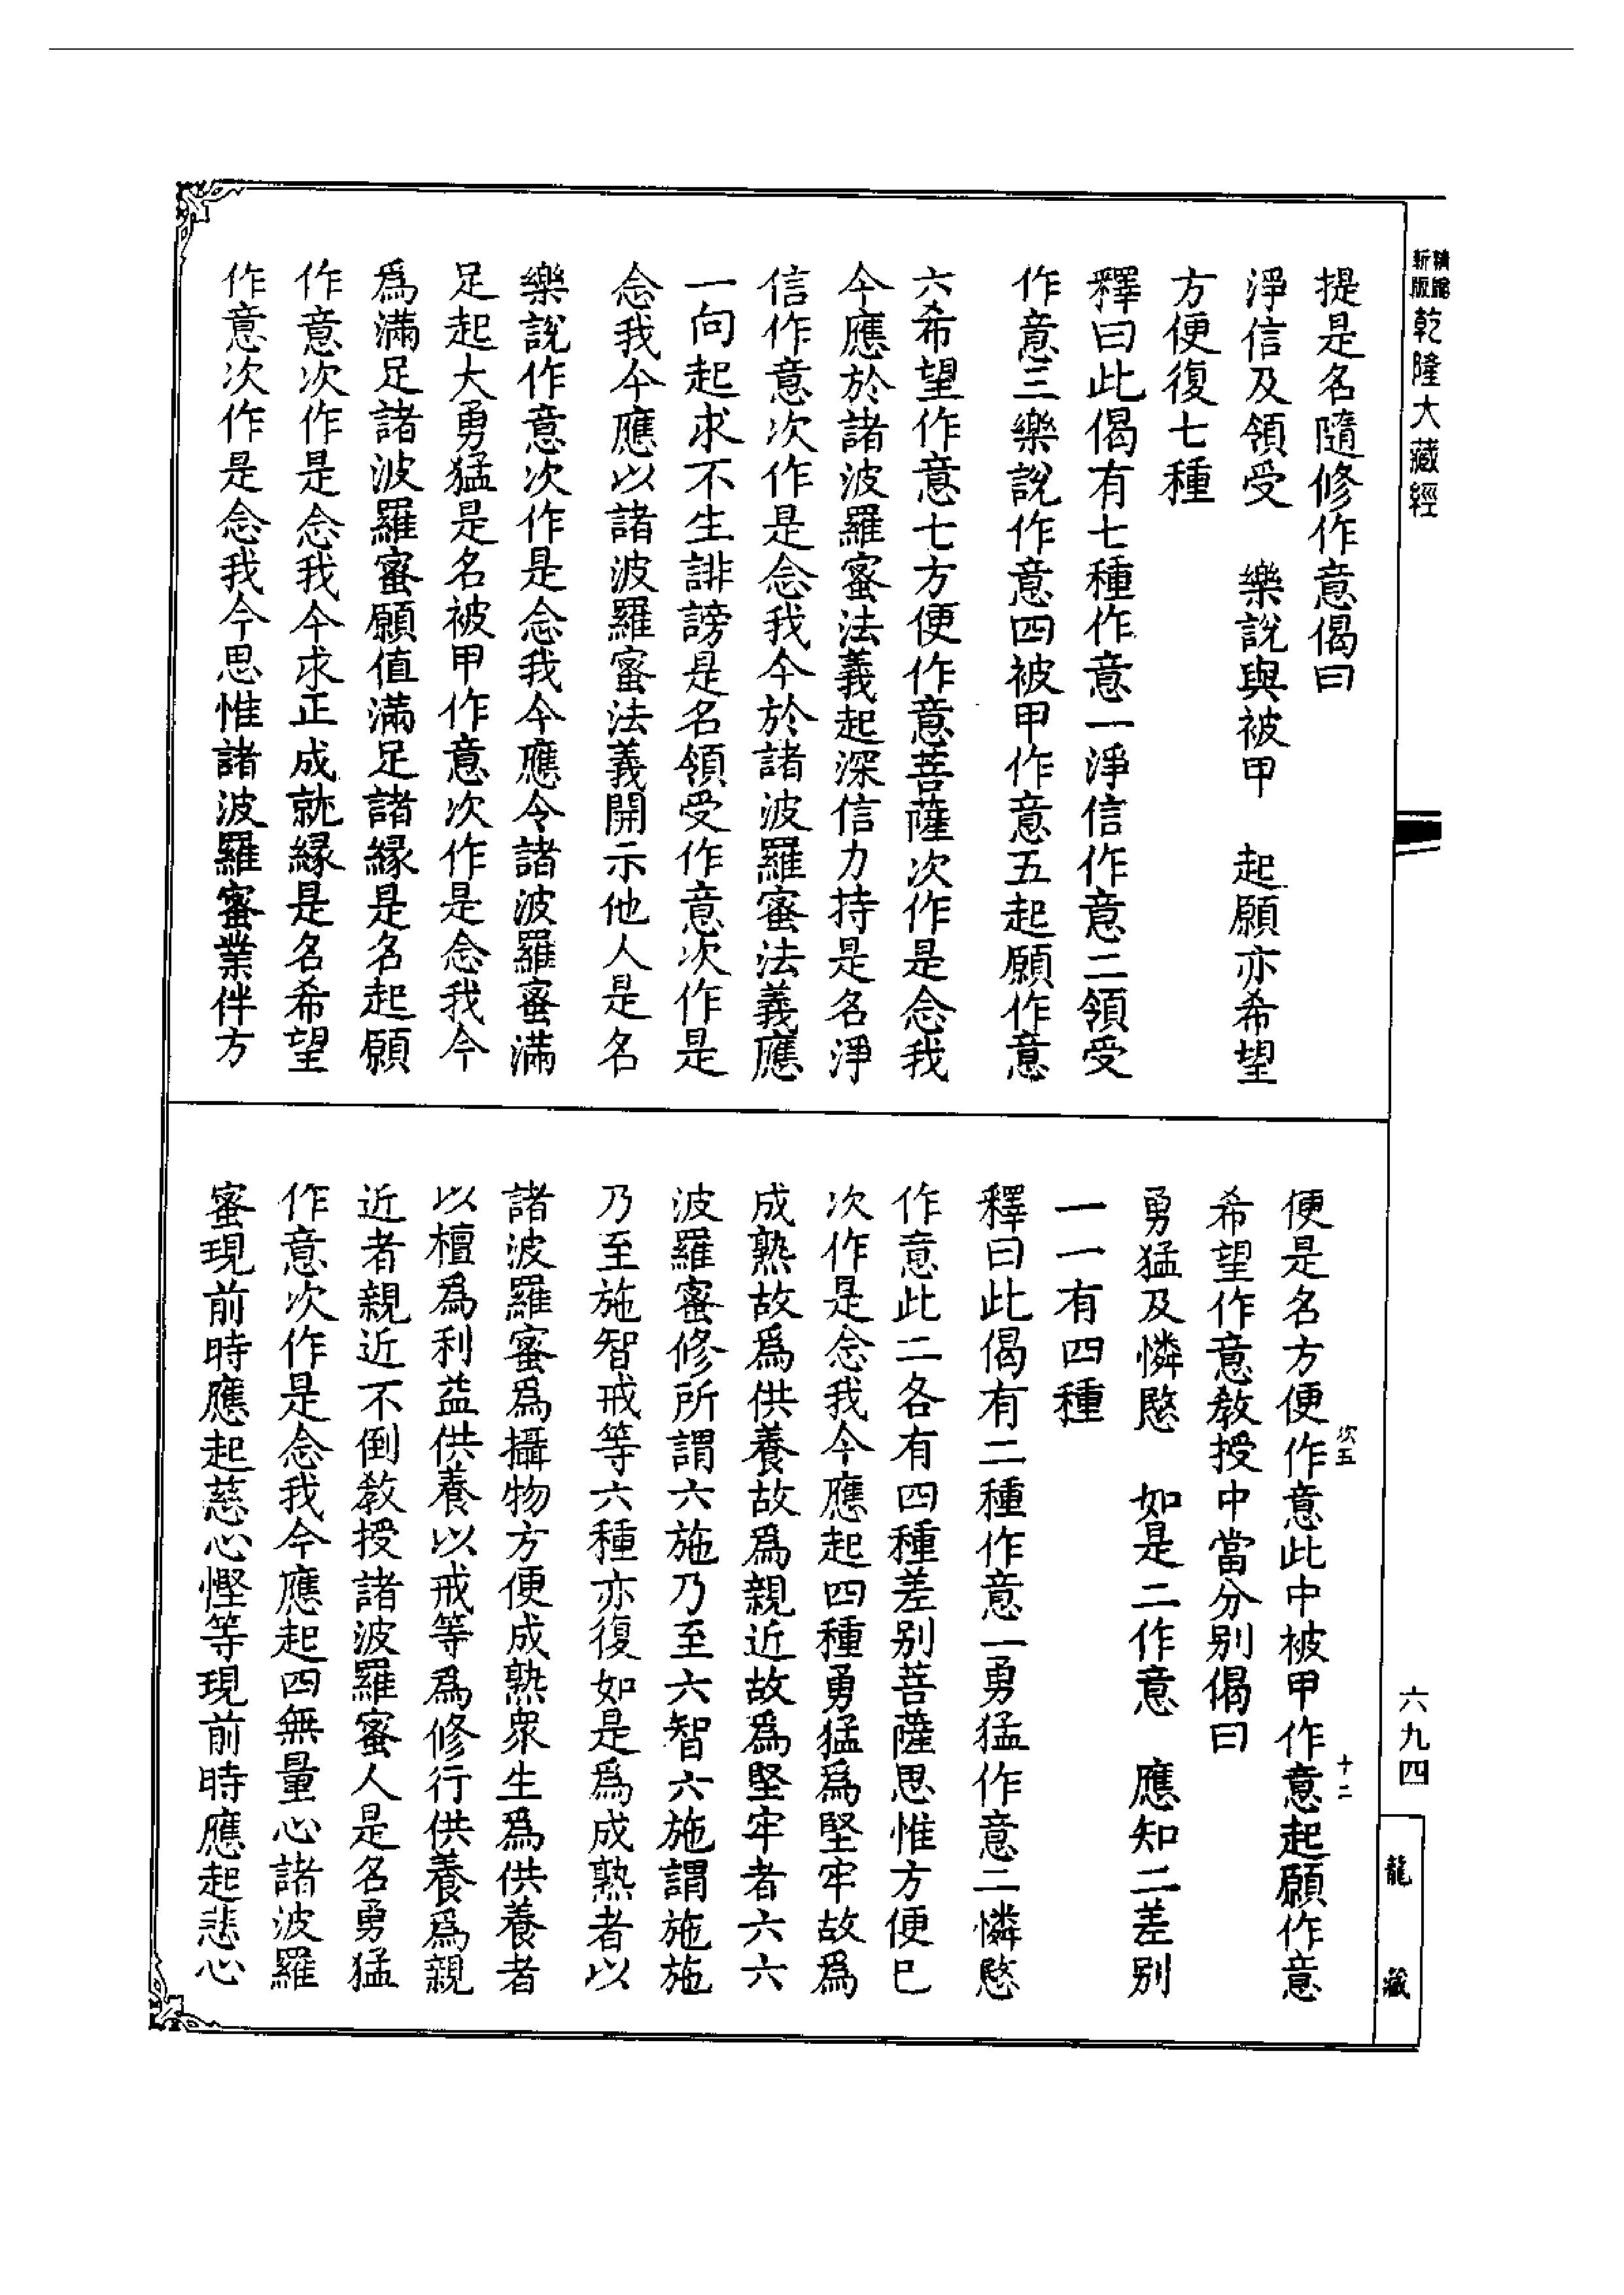 精縮新版乾隆大藏經
提是名隨修作意偈曰
淨信及領受　樂說與被甲　起願亦希望
方便復七種
釋曰此偈有七種作意一淨信作意二領受
作意三樂說作意四被甲作意五起願作意
六希望作意七方便作意菩薩次作是念我
今應於諸波羅蜜法義起深信力持是名淨
信作意次作是念我今於諸波羅蜜法義應
一向起求不生誹謗是名領受作意次作是
念我今應以諸波羅蜜法義開示他人是名
樂說作意次作是念我今應令諸波羅蜜滿
足起大勇猛是名被甲作意次作是念我今
爲滿足諸波羅蜜願值滿足諸緣是名起願
作意次作是念我今求正成就緣是名希望
作意次作是念我今思惟諸波羅蜜業伴方
便是名方便作意此中被甲作意起願作意
希望作意教授中當分别偈曰
勇猛及憐愍　如是二作意　應知二差别
一一有四種
釋曰此偈有二種作意一勇猛作意二憐愍
作意此二各有四種差别菩薩思惟方便已
次作是念我今應起四種勇猛爲堅牢故爲
成熟故爲供養故爲親近故爲堅牢者六六
波羅蜜修所謂六施乃至六智六施謂施施
乃至施智戒等六種亦復如是爲成熟者以
諸波羅蜜爲攝物方便成熟衆生爲供養者
以檀爲利益供養以戒等爲修行供養爲親
近者親近不倒教授諸波羅蜜人是名勇猛
作意次作是念我今應起四無量心諸波羅
蜜現前時應起慈心慳等現前時應起悲心
次五
十二
六九四
龍藏